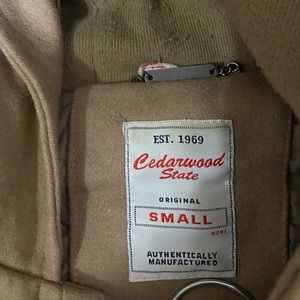 EST. 1969
Cedarwood
State
ORIGINAL
SMALL
AUTHENTICALLY
MANUFACTURED